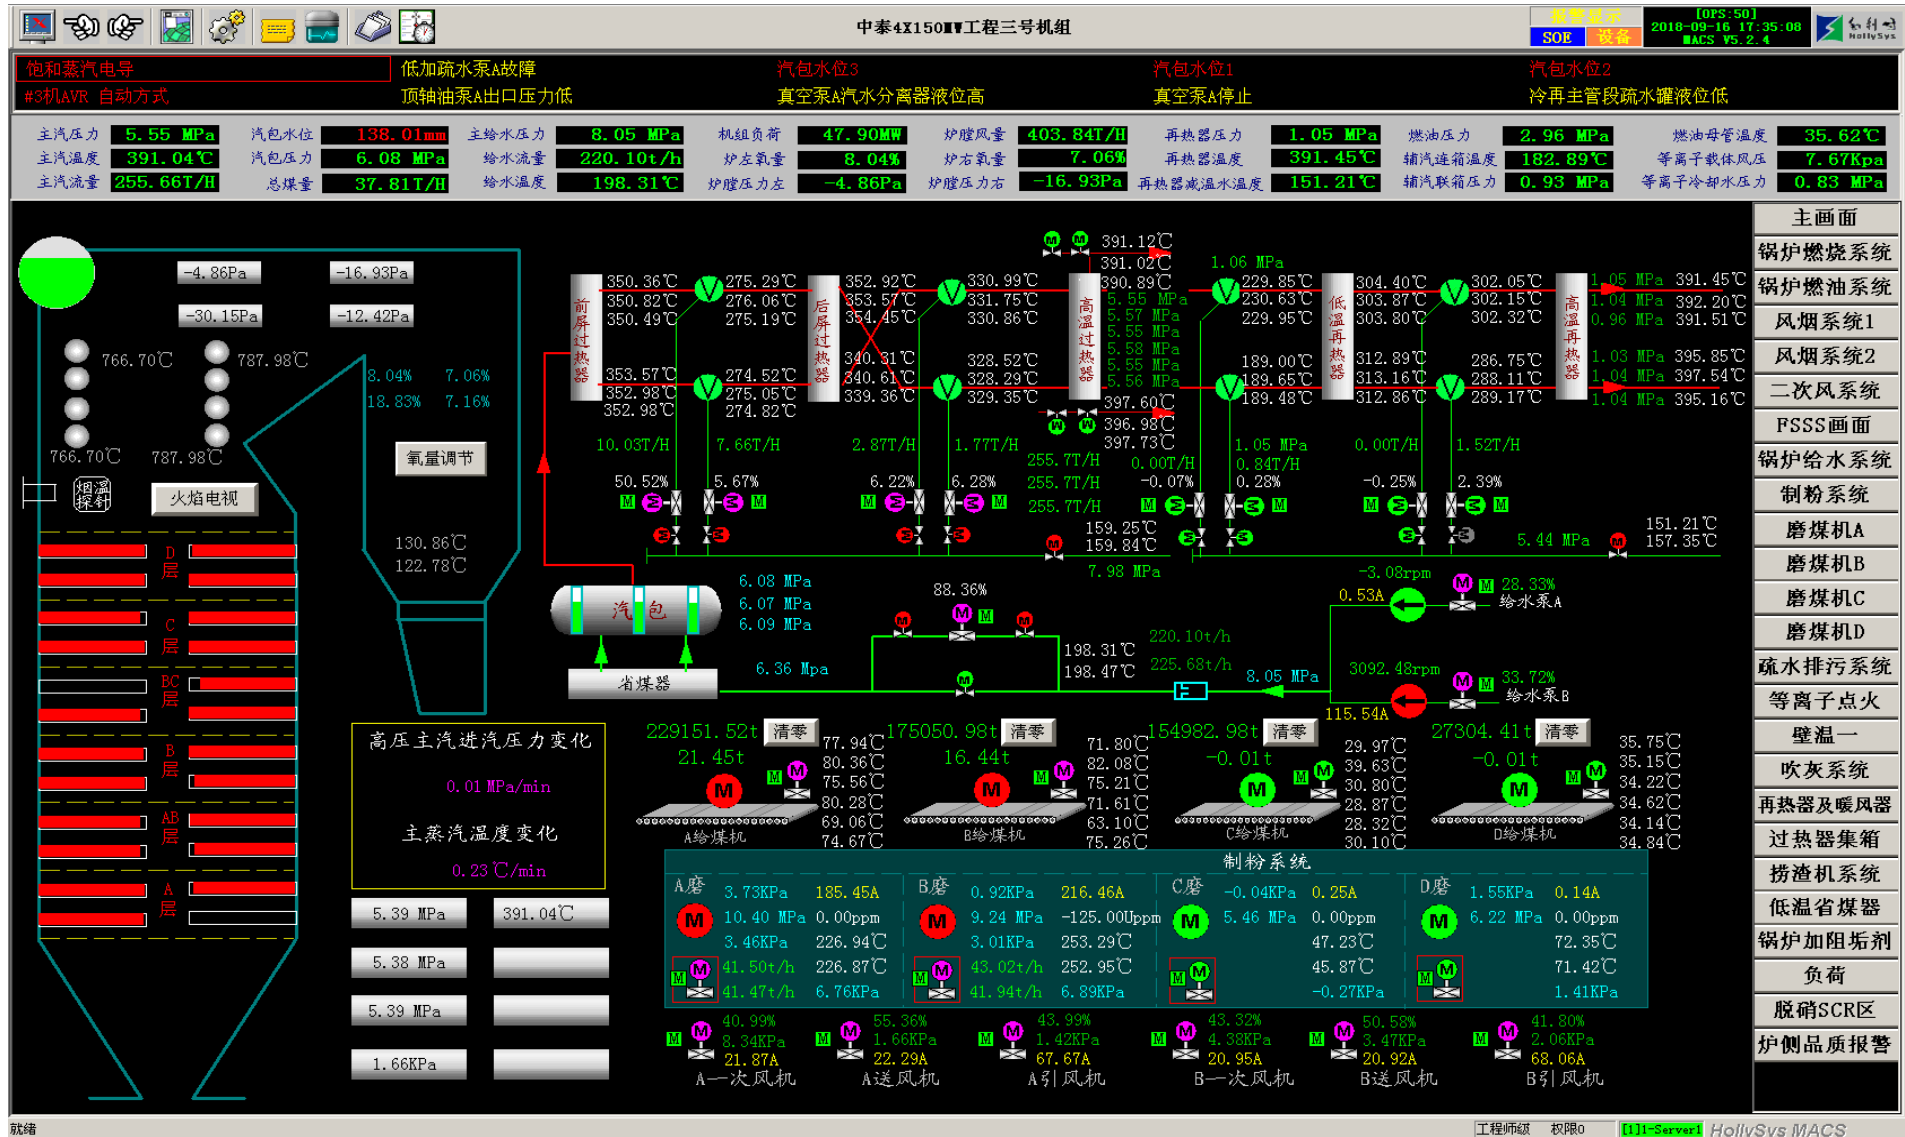 中泰4X150MW工程三号机组
报警显示
SOE 设备
[OPS:50]
2018-09-16 17:35:08
MACS V5.2.4
和利时
HollySys
饱和蒸汽电导 低加疏水泵A故障 汽包水位3 汽包水位1 汽包水位2
#3机AVR 自动方式 顶轴油泵A出口压力低 真空泵A汽水分离器液位高 真空泵A停止 冷再主管段疏水罐液位低
主汽压力 5.55 MPa 汽包水位 138.01mm 主给水压力 8.05 MPa 机组负荷 47.90MW 炉膛风量 403.84T/H 再热器压力 1.05 MPa 燃油压力 2.96 MPa 燃油母管温度 35.62℃
主汽温度 391.04℃ 汽包压力 6.08 MPa 给水流量 220.10t/h 炉左氧量 8.04% 炉右氧量 7.06% 再热器温度 391.45℃ 辅汽连箱温度 182.89℃ 等离子载体风压 7.67Kpa
主汽流量 255.66T/H 总煤量 37.81T/H 给水温度 198.31℃ 炉膛压力左 -4.86Pa 炉膛压力右 -16.93Pa 再热器减温水温度 151.21℃ 辅汽联箱压力 0.93 MPa 等离子冷却水压力 0.83 MPa
主画面
锅炉燃烧系统
锅炉燃油系统
风烟系统1
风烟系统2
二次风系统
FSSS画面
锅炉给水系统
制粉系统
磨煤机A
磨煤机B
磨煤机C
磨煤机D
疏水排污系统
等离子点火
壁温一
吹灰系统
再热器及暖风器
过热器集箱
捞渣机系统
低温省煤器
锅炉加阻垢剂
负荷
脱硝SCR区
炉侧品质报警
-4.86Pa -16.93Pa
-30.15Pa -12.42Pa
766.70℃ 787.98℃
8.04% 7.06%
18.83% 7.16%
766.70℃ 787.98℃
氧量调节
烟温探针
火焰电视
130.86℃
122.78℃
D层
C层
BC层
B层
AB层
A层
前屏过热器
350.36℃
350.82℃
350.49℃
353.57℃
352.98℃
352.98℃
275.29℃
276.06℃
275.19℃
274.52℃
275.05℃
274.82℃
后屏过热器
352.92℃
353.57℃
354.45℃
340.31℃
340.61℃
339.36℃
330.99℃
331.75℃
330.86℃
328.52℃
328.29℃
329.35℃
高温过热器
391.12℃
391.02℃
390.89℃
5.55 MPa
5.57 MPa
5.55 MPa
5.58 MPa
5.55 MPa
5.56 MPa
397.60℃
396.98℃
397.73℃
1.06 MPa
229.85℃
230.63℃
229.95℃
189.00℃
189.65℃
189.48℃
低温再热器
304.40℃
303.87℃
303.80℃
312.89℃
313.16℃
312.86℃
302.05℃
302.15℃
302.32℃
286.75℃
288.11℃
289.17℃
高温再热器
1.05 MPa 391.45℃
1.04 MPa 392.20℃
0.96 MPa 391.51℃
1.03 MPa 395.85℃
1.04 MPa 397.54℃
1.04 MPa 395.16℃
10.03T/H 7.66T/H 2.87T/H 1.77T/H
255.7T/H
255.7T/H
255.7T/H
1.05 MPa
0.00T/H 0.84T/H 0.00T/H 1.52T/H
50.52% 5.67% 6.22% 6.28% -0.07% 0.28% -0.25% 2.39%
159.25℃
159.84℃
7.98 MPa
5.44 MPa
151.21℃
157.35℃
汽包
6.08 MPa
6.07 MPa
6.09 MPa
省煤器
6.36 Mpa
88.36%
198.31℃
198.47℃
220.10t/h
225.68t/h
8.05 MPa
-3.08rpm
0.53A
28.33%
给水泵A
3092.48rpm
115.54A
33.72%
给水泵B
高压主汽进汽压力变化
0.01 MPa/min
主蒸汽温度变化
0.23 ℃/min
5.39 MPa 391.04℃
5.38 MPa
5.39 MPa
1.66KPa
229151.52t 清零
21.45t
A给煤机
77.94℃
80.36℃
75.56℃
80.28℃
69.06℃
74.67℃
175050.98t 清零
16.44t
B给煤机
71.80℃
82.08℃
75.21℃
71.61℃
63.10℃
75.26℃
154982.98t 清零
-0.01t
C给煤机
29.97℃
39.63℃
30.80℃
28.87℃
28.32℃
30.10℃
27304.41t 清零
-0.01t
D给煤机
35.75℃
35.15℃
34.22℃
34.62℃
34.14℃
34.84℃
制粉系统
A磨 3.73KPa 185.45A
10.40 MPa 0.00ppm
3.46KPa 226.94℃
41.50t/h 226.87℃
41.47t/h 6.76KPa
B磨 0.92KPa 216.46A
9.24 MPa -125.00Uppm
3.01KPa 253.29℃
43.02t/h 252.95℃
41.94t/h 6.89KPa
C磨 -0.04KPa 0.25A
5.46 MPa 0.00ppm
47.23℃
45.87℃
-0.27KPa
D磨 1.55KPa 0.14A
6.22 MPa 0.00ppm
72.35℃
71.42℃
1.41KPa
40.99% 55.36% 43.99% 43.32% 50.58% 41.80%
8.34KPa 1.66KPa 1.42KPa 4.38KPa 3.47KPa 2.06KPa
21.87A 22.29A 67.67A 20.95A 20.92A 68.06A
A一次风机 A送风机 A引风机 B一次风机 B送风机 B引风机
就绪
工程师级 权限0 [1]1-Server1 HollySys MACS